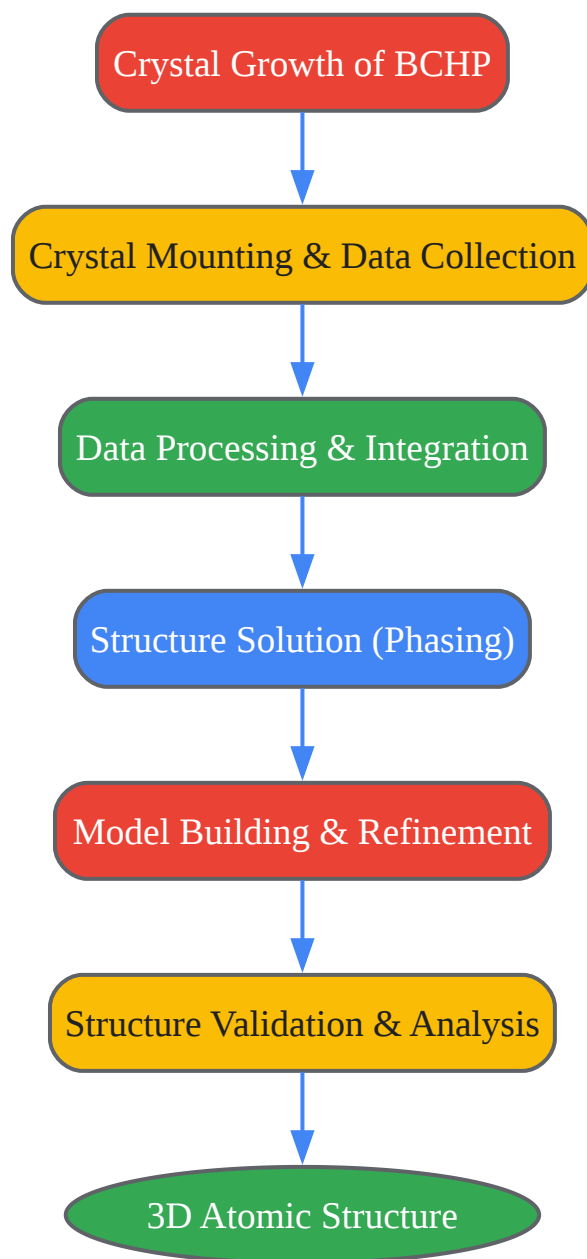 Crystal Growth of BCHP
Crystal Mounting & Data Collection
Data Processing & Integration
Structure Solution (Phasing)
Model Building & Refinement
Structure Validation & Analysis
3D Atomic Structure